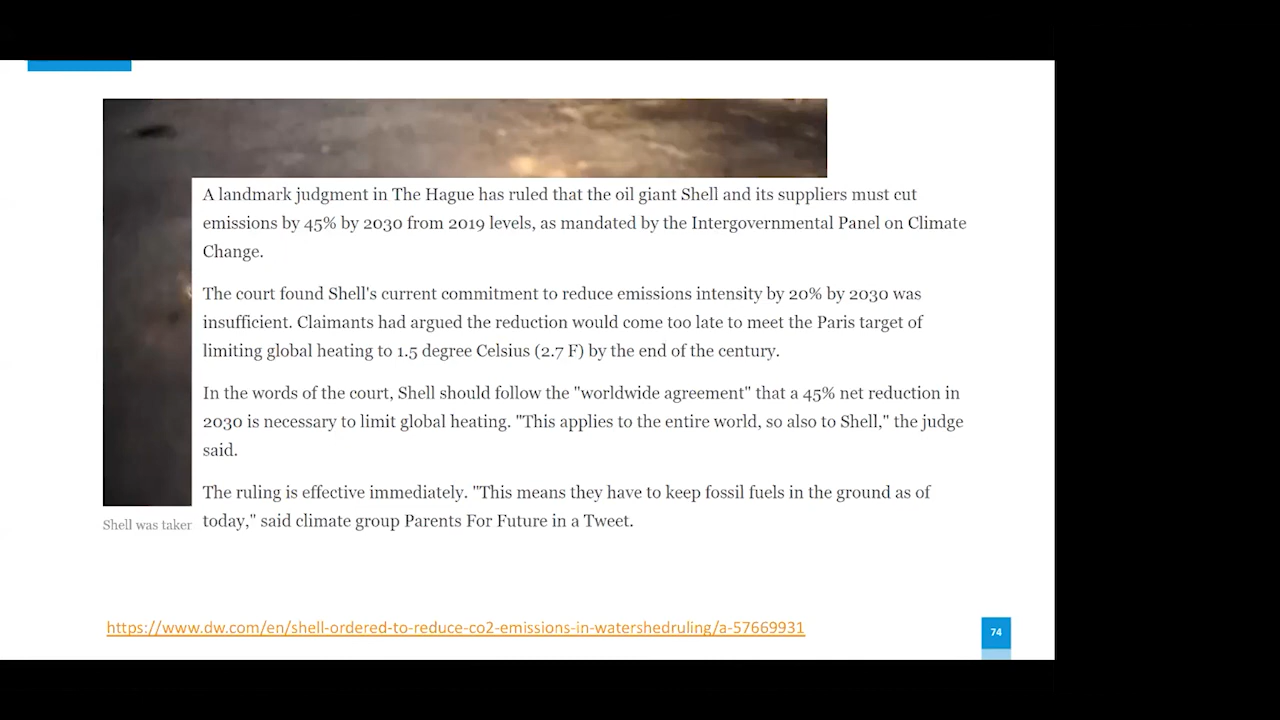 A landmark judgment in The Hague has ruled that the oil giant Shell and its suppliers must cut
emissions by 45% by 2030 from 2019 levels, as mandated by the Intergovernmental Panel on Climate
Change.
The court found Shell's current commitment to reduce emissions intensity by 20% by 2030 was
insufficient. Claimants had argued the reduction would come too late to meet the Paris target of
limiting global heating to 1.5 degree Celsius (2.7 F) by the end of the century.
In the words of the court, Shell should follow the "worldwide agreement" that a 45% net reduction in
2030 is necessary to limit global heating. "This applies to the entire world, so also to Shell," the judge
said.
The ruling is effective immediately. "This means they have to keep fossil fuels in the ground as of
today," said climate group Parents For Future in a Tweet.
Shell was taker
https://www.dw.com/en/shell-ordered-to-reduce-co2-emissions-in-watershedruling/a-57669931
74